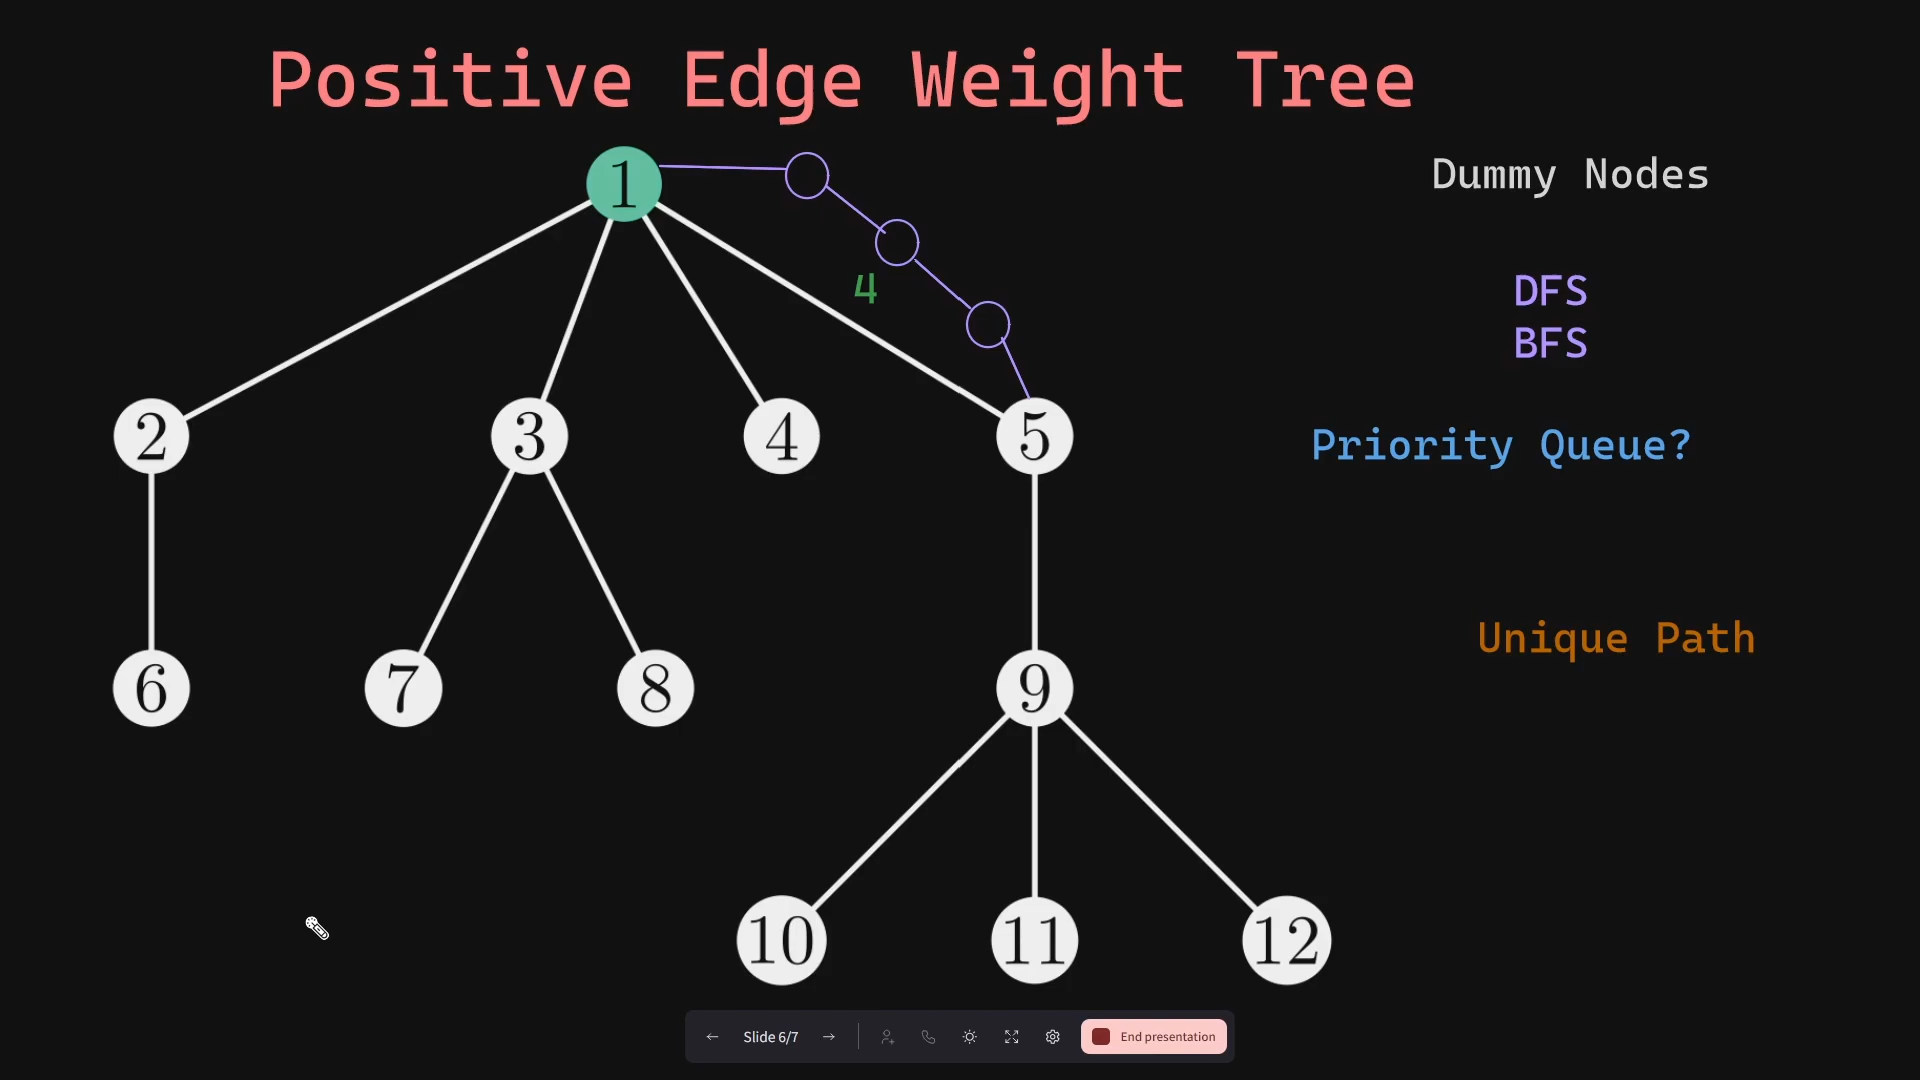 Positive Edge Weight Tree
1
Dummy Nodes
4
DFS
BFS
2
3
4
5
Priority Queue?
Unique Path
6
7
8
9
10
11
12
Slide 6/7
End presentation